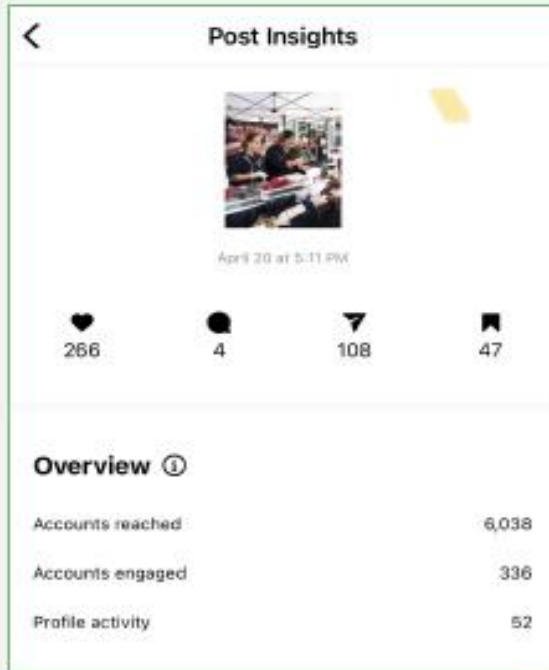 Post Insights
April 20 at 5:11 PM
266 4 108 47
Overview
Accounts reached 6,038
Accounts engaged 336
Profile activity 52